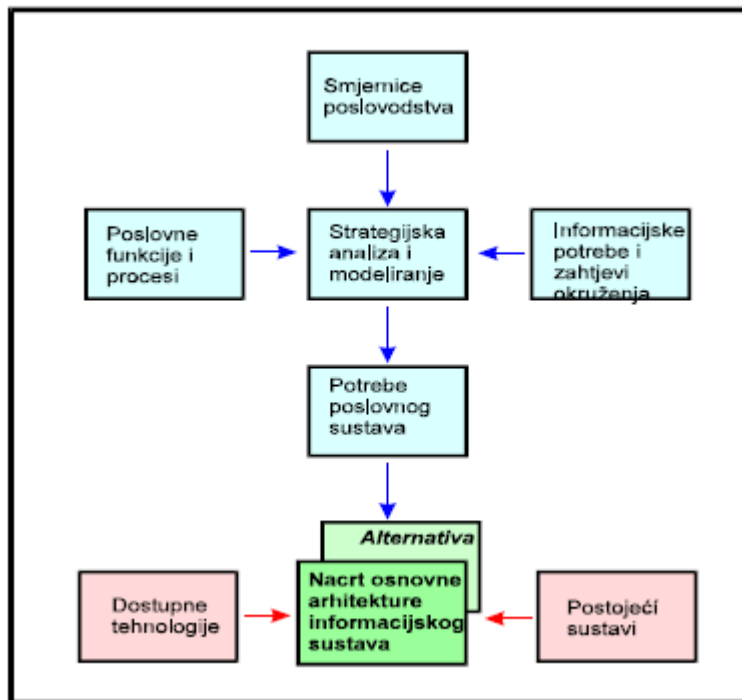 Smjernice
poslovodstva
Poslovne
funkcije i
procesi
Strategijska
analiza i
modeliranje
Informacijske
potrebe i
zahtjevi
okruženja
Potrebe
poslovnog
sustava
Alternativa
Nacrt osnovne
arhitekture
informacijskog
sustava
Dostupne
tehnologije
Postojeći
sustavi